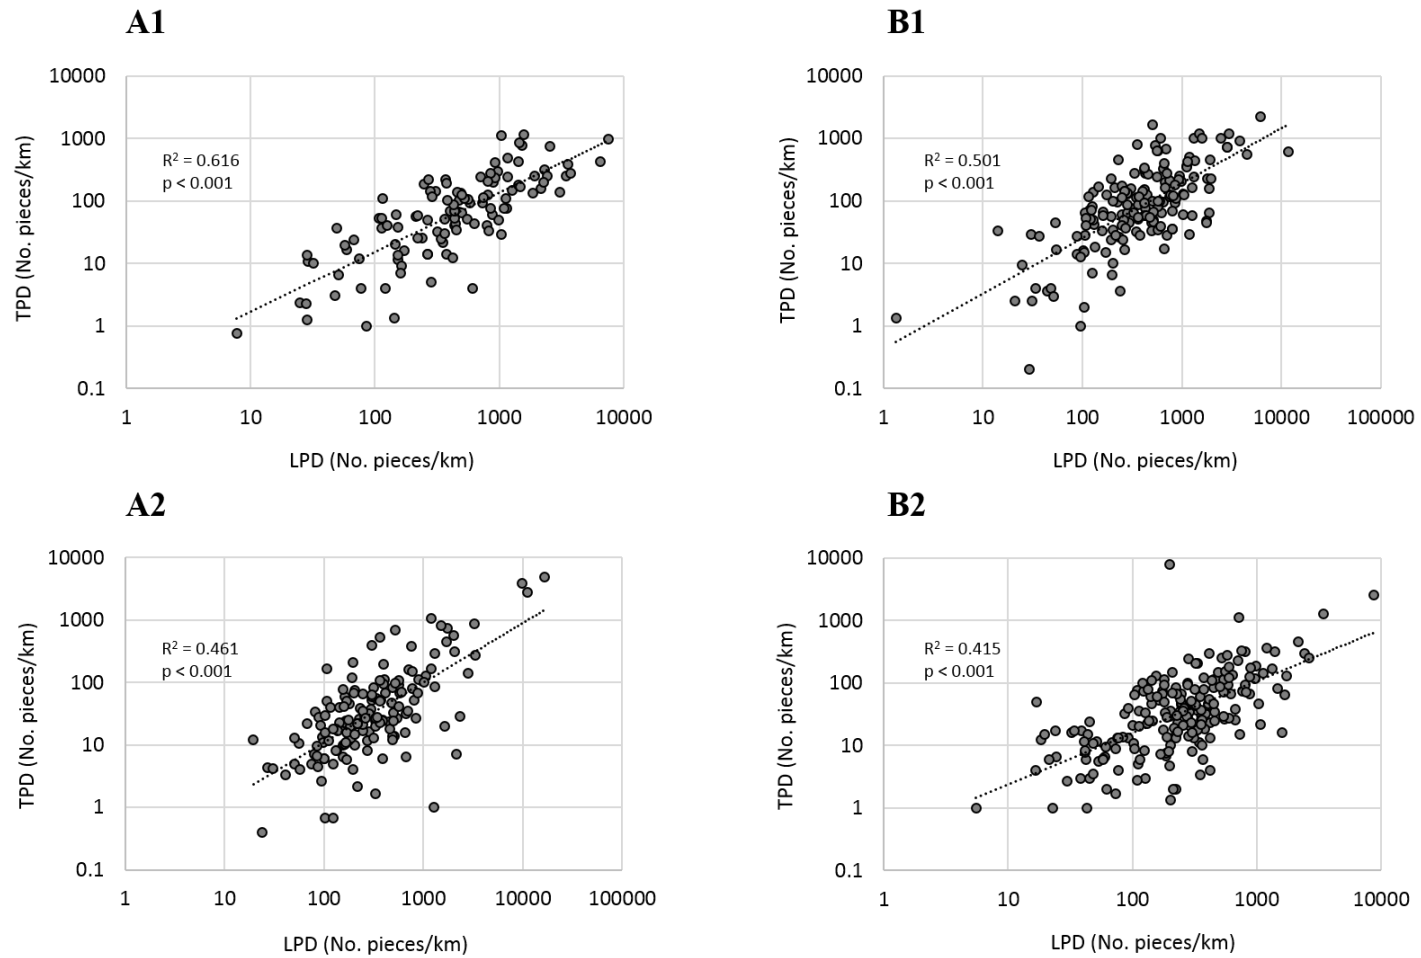 A1
10000
1000
100
10
1
0.1
TPD (No. pieces/km)
R² = 0.616
p < 0.001
1 10 100 1000 10000
LPD (No. pieces/km)
B1
10000
1000
100
10
1
0.1
TPD (No. pieces/km)
R² = 0.501
p < 0.001
1 10 100 1000 10000 100000
LPD (No. pieces/km)
A2
10000
1000
100
10
1
0.1
TPD (No. pieces/km)
R² = 0.461
p < 0.001
1 10 100 1000 10000 100000
LPD (No. pieces/km)
B2
10000
1000
100
10
1
0.1
TPD (No. pieces/km)
R² = 0.415
p < 0.001
1 10 100 1000 10000
LPD (No. pieces/km)